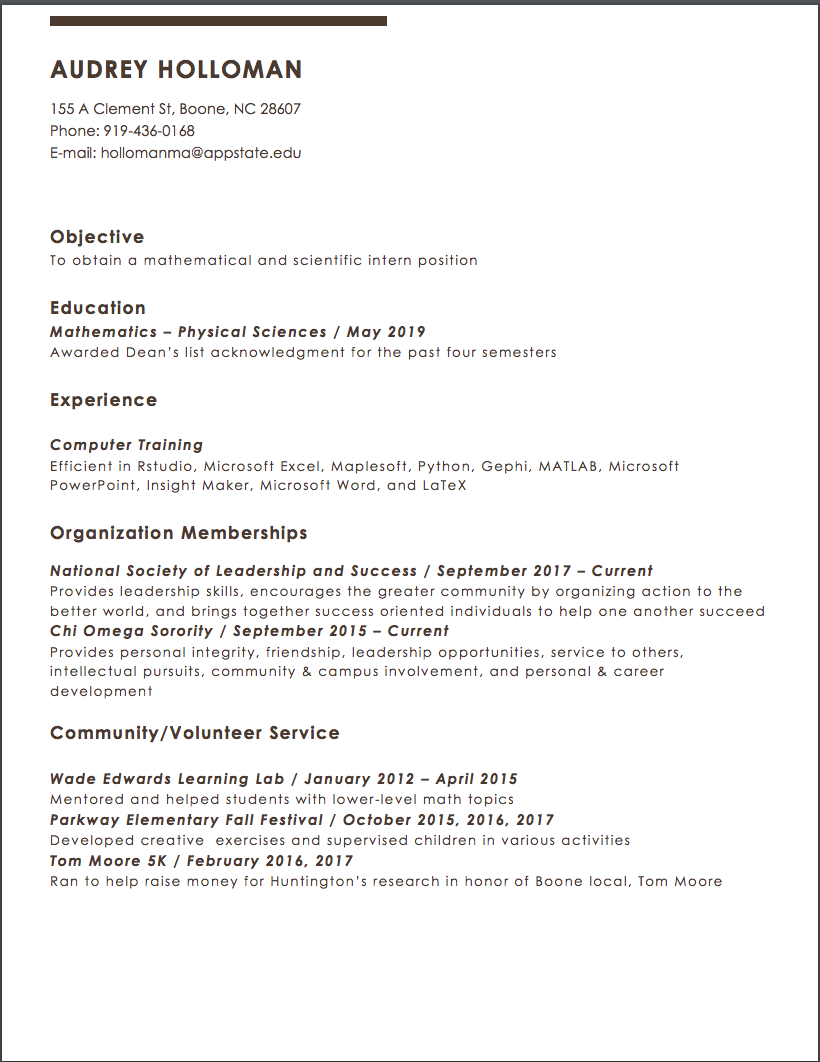 AUDREY HOLLOMAN
155 A Clement St, Boone, NC 28607
Phone: 919-436-0168
E-mail: hollomanma@appstate.edu
Objective
To obtain a mathematical and scientific intern position
Education
Mathematics – Physical Sciences / May 2019
Awarded Dean's list acknowledgment for the past four semesters
Experience
Computer Training
Efficient in Rstudio, Microsoft Excel, Maplesoft, Python, Gephi, MATLAB, Microsoft
PowerPoint, Insight Maker, Microsoft Word, and LaTeX
Organization Memberships
National Society of Leadership and Success / September 2017 – Current
Provides leadership skills, encourages the greater community by organizing action to the
better world, and brings together success oriented individuals to help one another succeed
Chi Omega Sorority / September 2015 – Current
Provides personal integrity, friendship, leadership opportunities, service to others,
intellectual pursuits, community & campus involvement, and personal & career
development
Community/Volunteer Service
Wade Edwards Learning Lab / January 2012 – April 2015
Mentored and helped students with lower-level math topics
Parkway Elementary Fall Festival / October 2015, 2016, 2017
Developed creative  exercises and supervised children in various activities
Tom Moore 5K / February 2016, 2017
Ran to help raise money for Huntington's research in honor of Boone local, Tom Moore